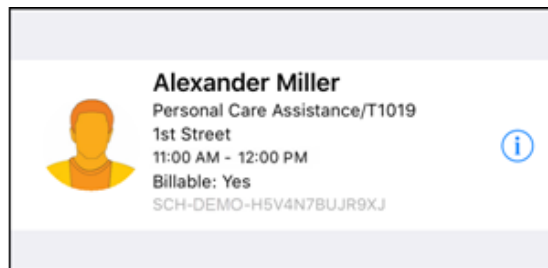 Alexander Miller
Personal Care Assistance/T1019
1st Street
11:00 AM - 12:00 PM
Billable: Yes
SCH-DEMO-H5V4N7BUJR9XJ